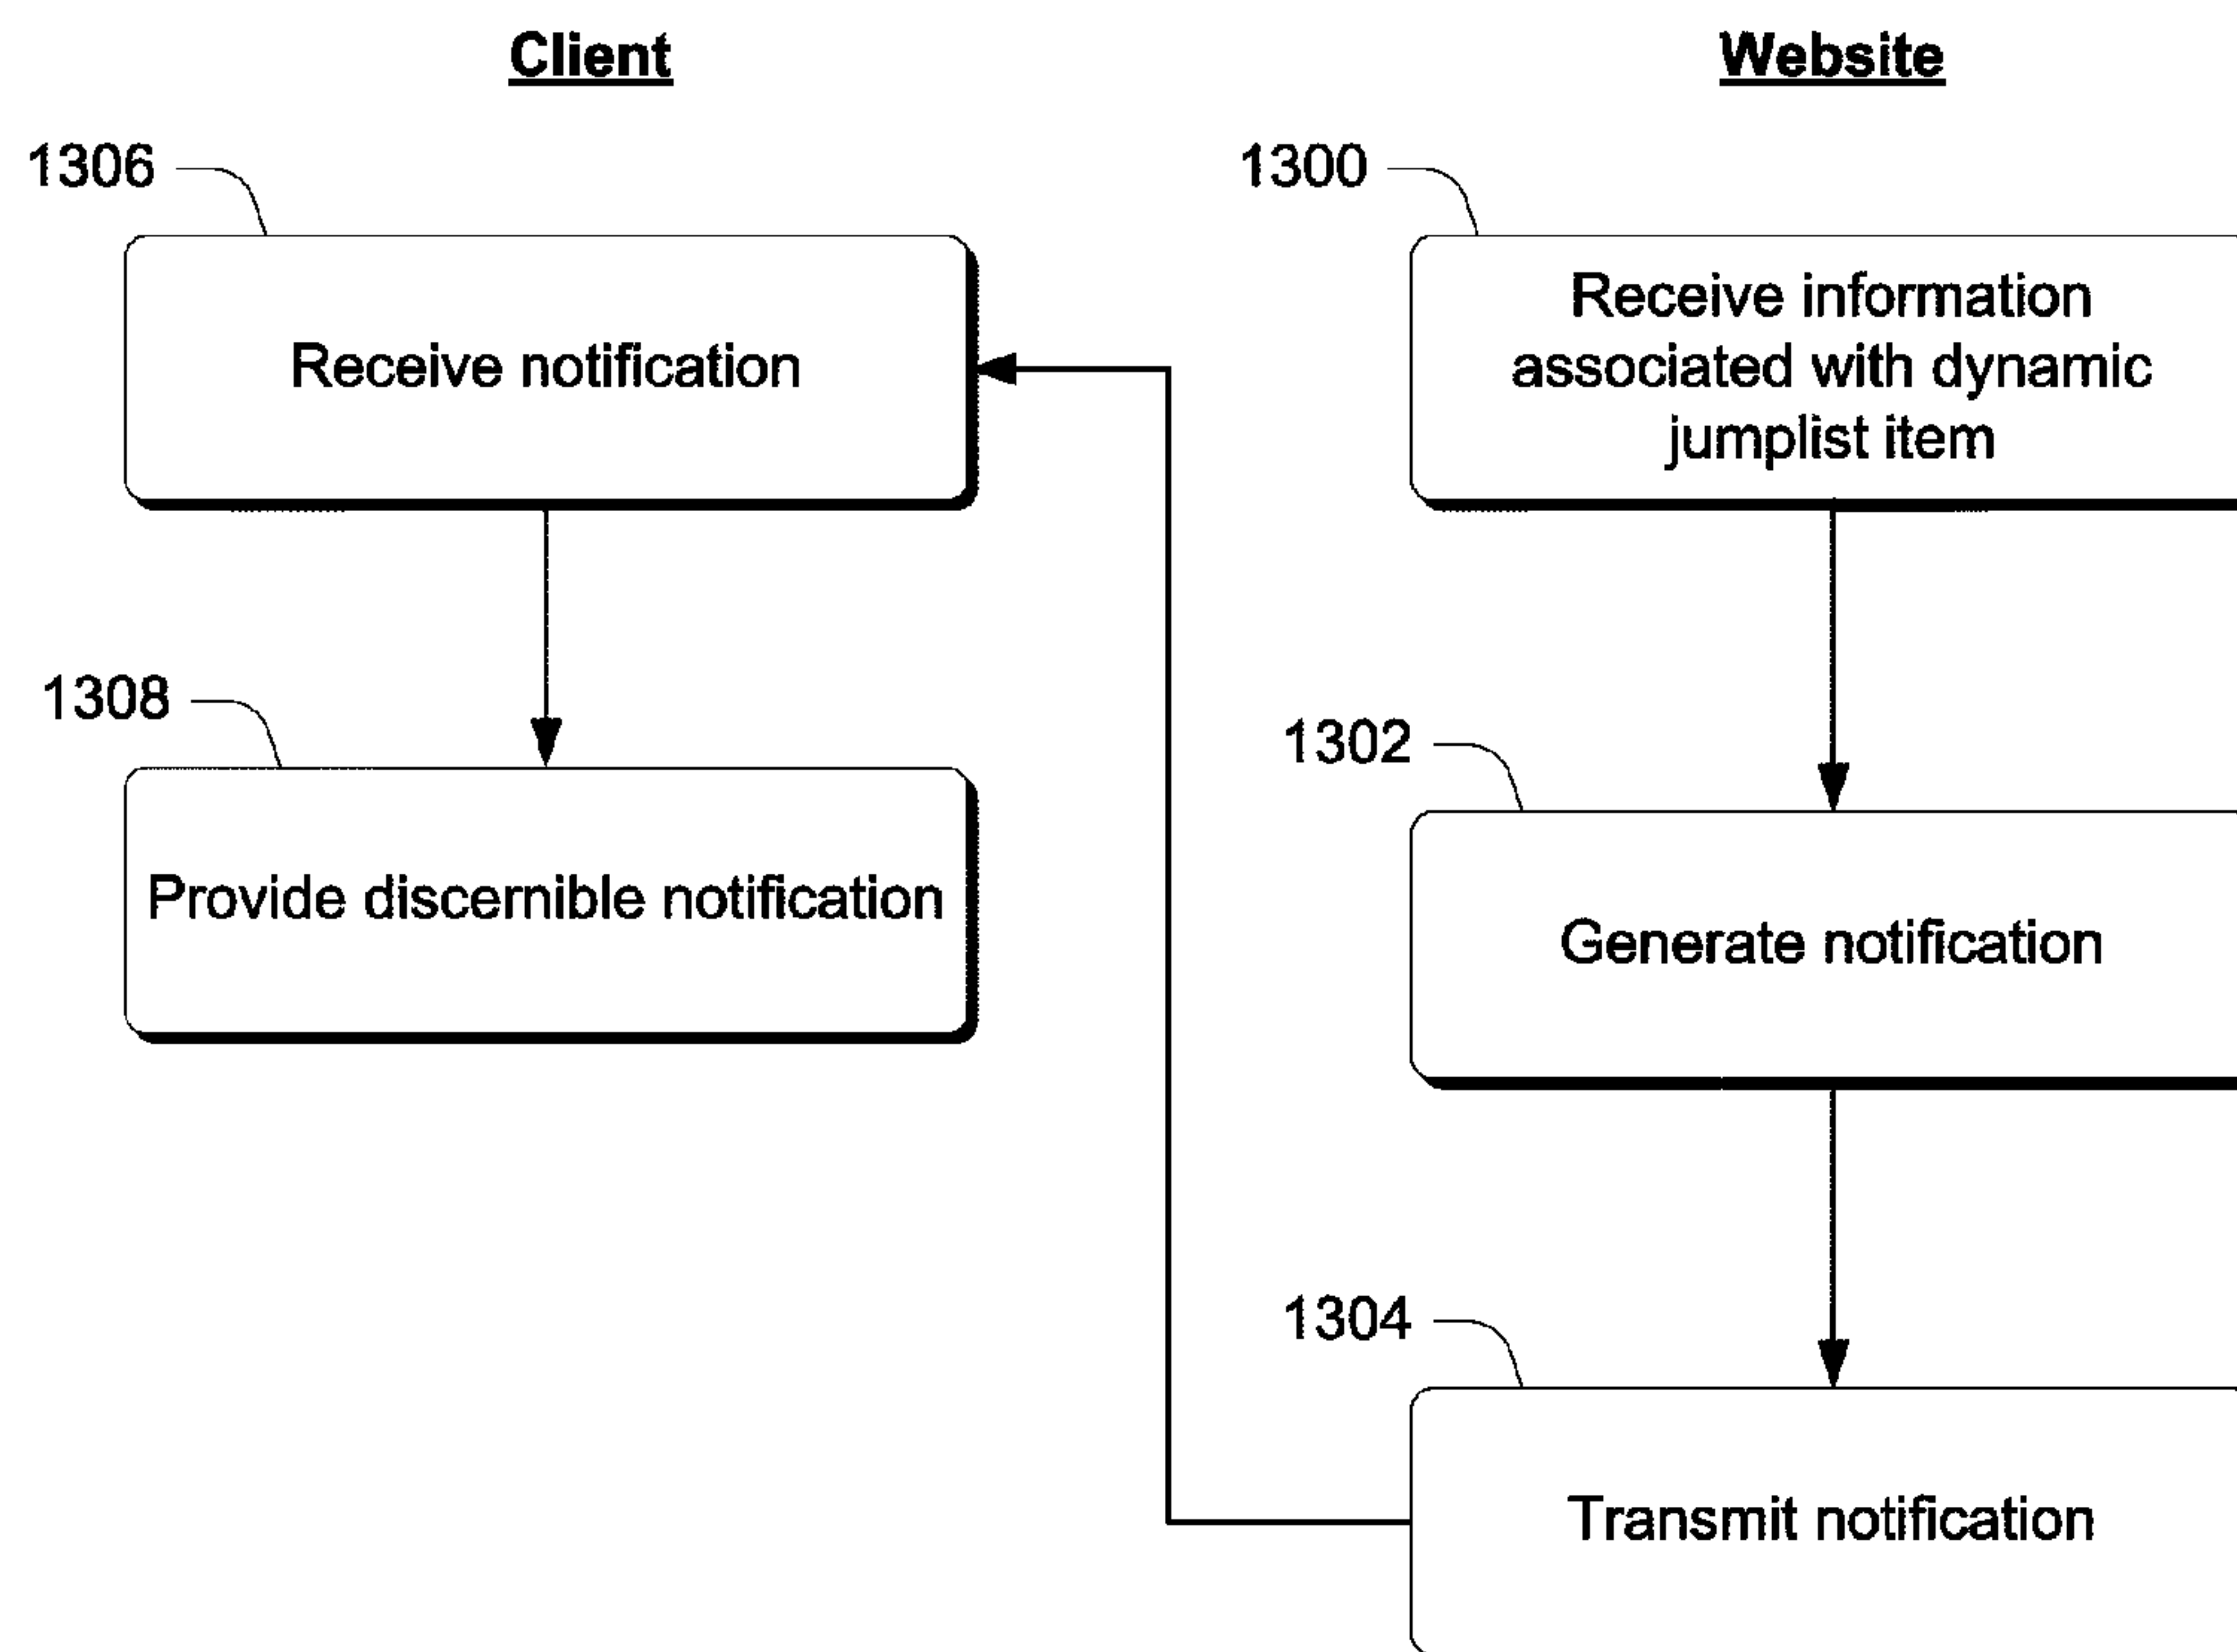 Client
Website
1306
1300
Receive notification
Receive information
associated with dynamic
jumplist item
1308
1302
Provide discernible notification
Generate notification
1304
Transmit notification